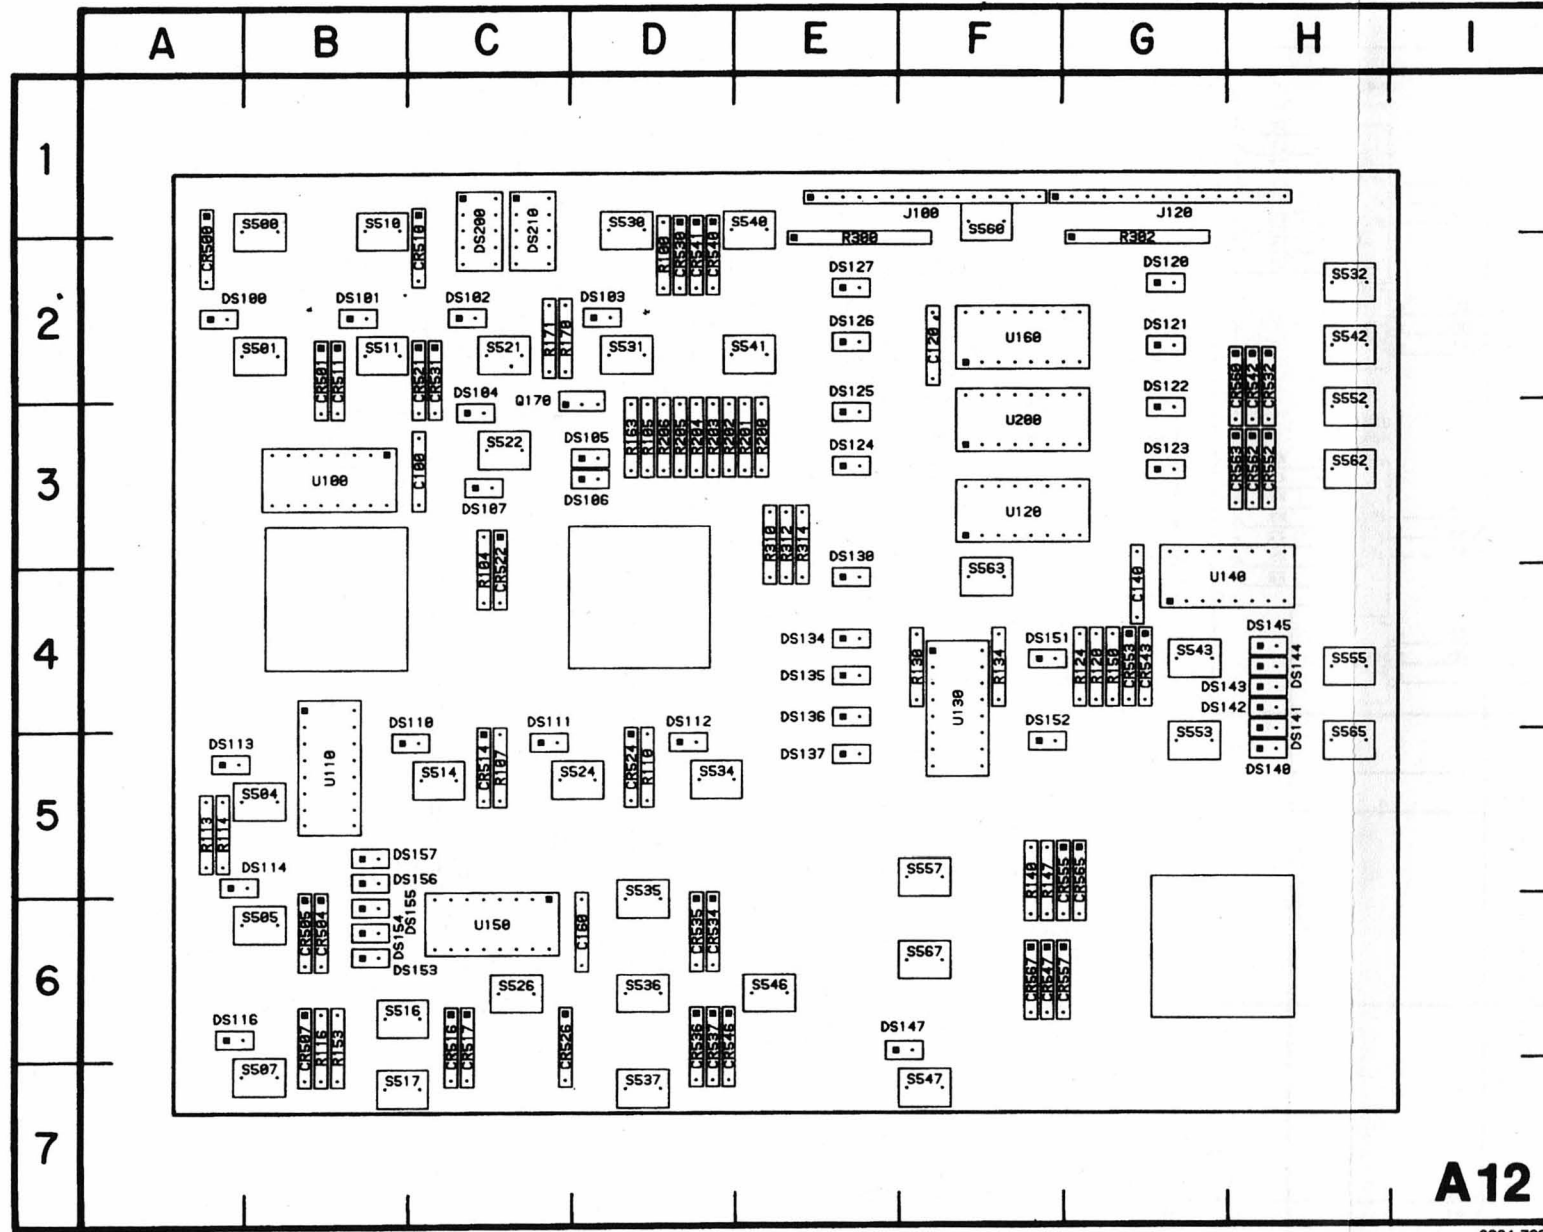 A B C D E F G H I
1
J100 J120
S500 S510 S530 S540 S560
CR500 CR510 DS200 DS210 R100 CR530 CR541 CR540 R300 R302
DS127 DS120 S532
2
DS100 DS101 DS102 DS103
DS126 DS121
C120 U160 S542
S501 CR501 CR511 S511 CR521 CR531 S521 R171 R170 S531 S541
CR560 CR542 CR532
DS104 Q170 DS125 DS122 S552
U200
3
U100 C100 S522 DS105 R163 R105 R206 R205 R204 R203 R202 R201 R200 DS124 DS123 CR563 CR562 CR552 S562
DS107 DS106
U120
R310 R312 R314
R104 CR522 DS130 S563 C140 U140
4
DS134 R130 U130 R134 DS151 R124 R120 R150 CR553 CR543 S543 DS145 DS144 S555
DS135 DS143
DS136 DS142
DS110 DS111 DS112 DS152 DS141
DS113 U110 DS137 S553 S565
S514 CR514 R107 S524 CR524 R110 S534 DS140
5
S504
R113 R114
DS157
DS114 DS156 S557 R140 R147 CR555 CR565
S535
S505 CR505 CR504 DS155 DS154 U150 C160 CR535 CR534
DS153 S567 CR567 CR547 CR557
6
S526 S536 S546
DS116 S516 DS147
CR507 R116 R153 CR516 CR517 CR526 CR536 CR537 CR546
S507 S517 S537 S547
7
A12